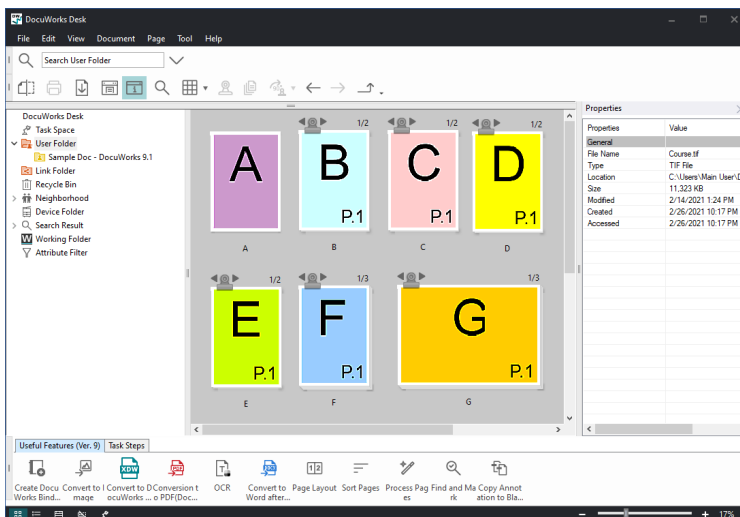 DocuWorks Desk
File Edit View Document Page Tool Help
Search User Folder
DocuWorks Desk
Task Space
User Folder
Sample Doc - DocuWorks 9.1
Link Folder
Recycle Bin
Neighborhood
Device Folder
Search Result
Working Folder
Attribute Filter
1/2 1/2 1/2
A B C D
P.1 P.1 P.1
A B C D
1/2 1/3 1/3
E F G
P.1 P.1 P.1
E F G
Properties
Properties Value
General
File Name Course.tif
Type TIF File
Location C:\Users\Main User\D
Size 11,323 KB
Modified 2/14/2021 1:24 PM
Created 2/26/2021 10:17 PM
Accessed 2/26/2021 10:17 PM
Useful Features (Ver. 9) Task Steps
XDW PDF T TEXT 1 2
Create Docu Convert to I Convert to D Conversion t OCR Convert to Page Layout Sort Pages Process Pag Find and Ma Copy Annot
Works Bind... mage ocuWorks ... o PDF(Doc... Word after... es rk ation to Bla...
17%